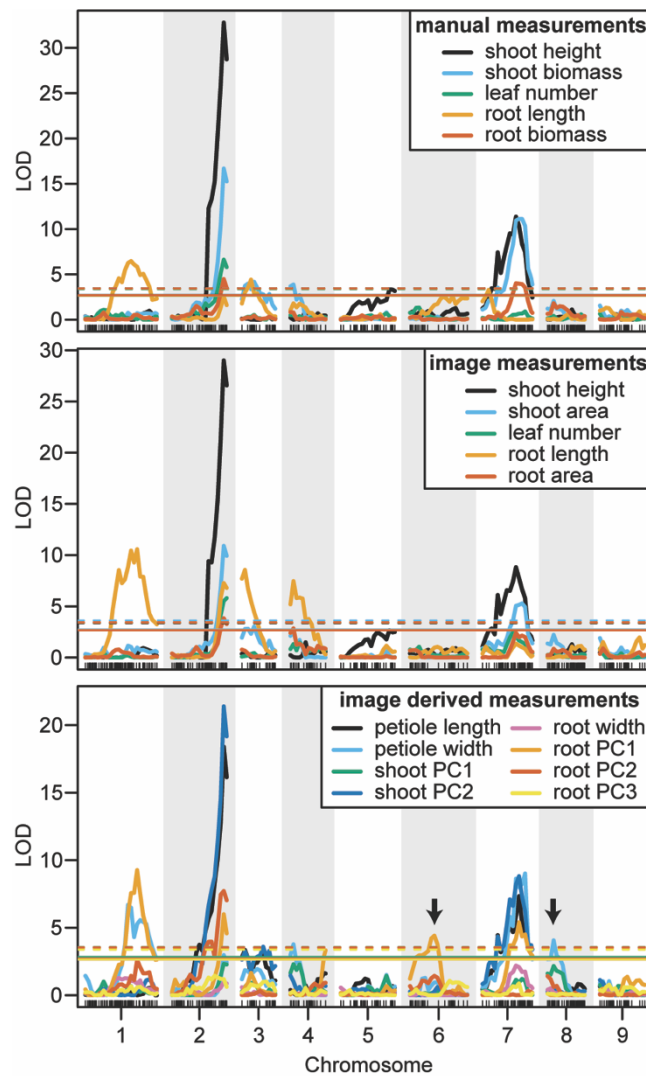 manual measurements
shoot height
shoot biomass
leaf number
root length
root biomass
LOD
30
25
20
15
10
5
0
image measurements
shoot height
shoot area
leaf number
root length
root area
LOD
30
25
20
15
10
5
0
image derived measurements
petiole length root width
petiole width root PC1
shoot PC1 root PC2
shoot PC2 root PC3
LOD
20
15
10
5
0
1 2 3 4 5 6 7 8 9
Chromosome